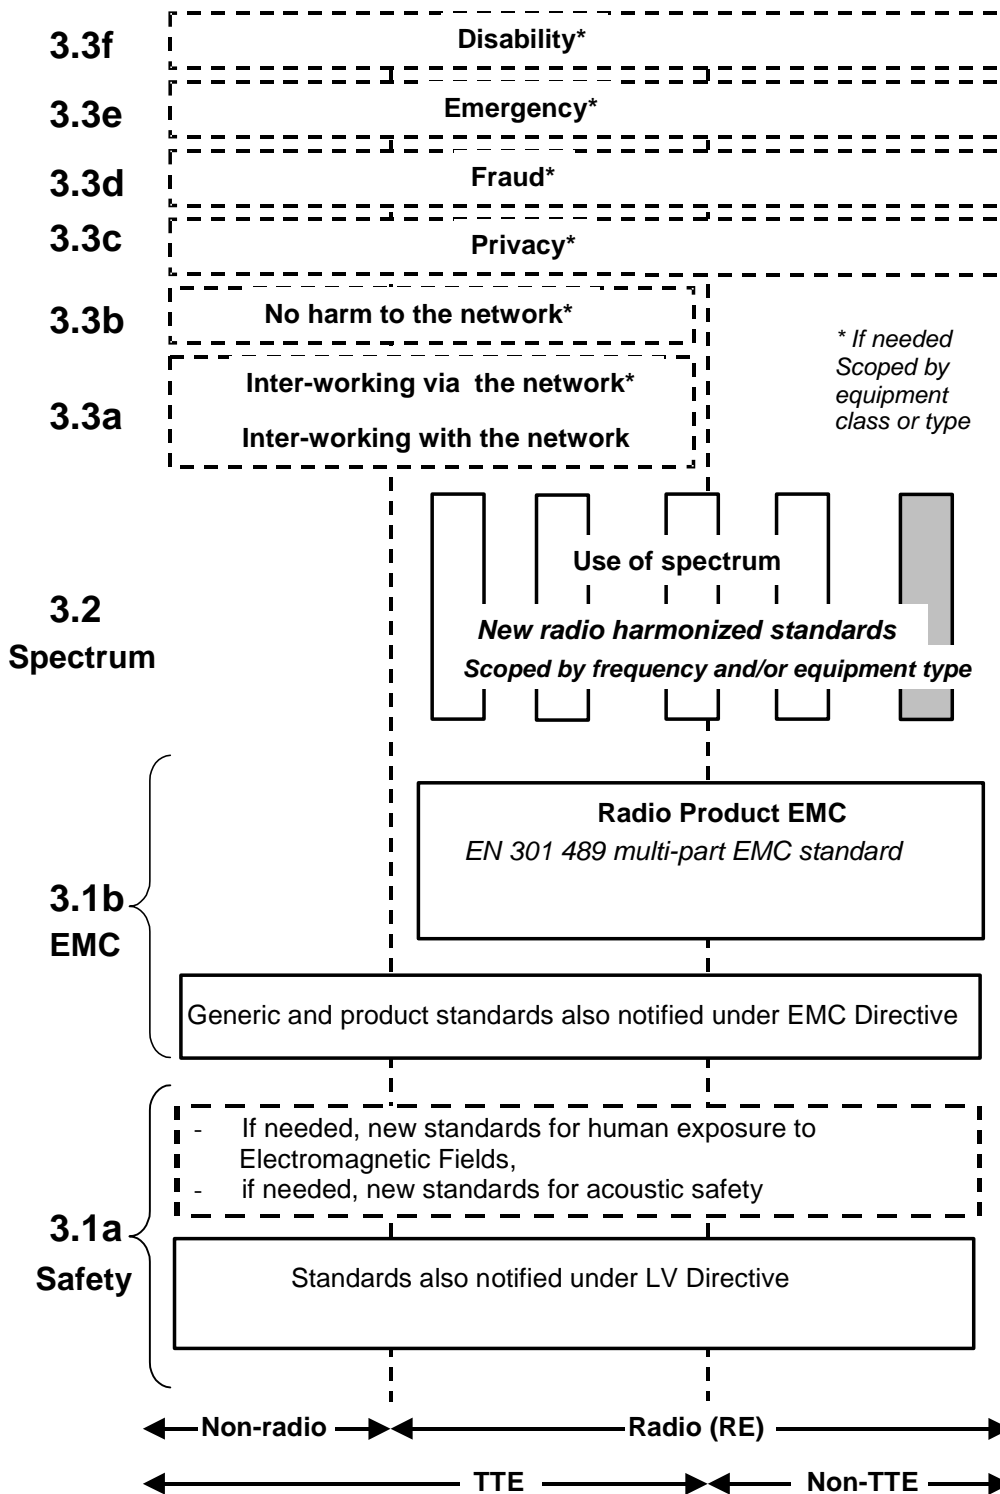 3.3f
Disability*
3.3e
Emergency*
3.3d
Fraud*
3.3c
Privacy*
3.3b
No harm to the network*
* If needed
Scoped by
equipment
class or type
3.3a
Inter-working via the network*
Inter-working with the network
3.2
Spectrum
Use of spectrum
New radio harmonized standards
Scoped by frequency and/or equipment type
3.1b
EMC
Radio Product EMC
EN 301 489 multi-part EMC standard
Generic and product standards also notified under EMC Directive
3.1a
Safety
- If needed, new standards for human exposure to
Electromagnetic Fields,
- if needed, new standards for acoustic safety
Standards also notified under LV Directive
Non-radio
Radio (RE)
TTE
Non-TTE